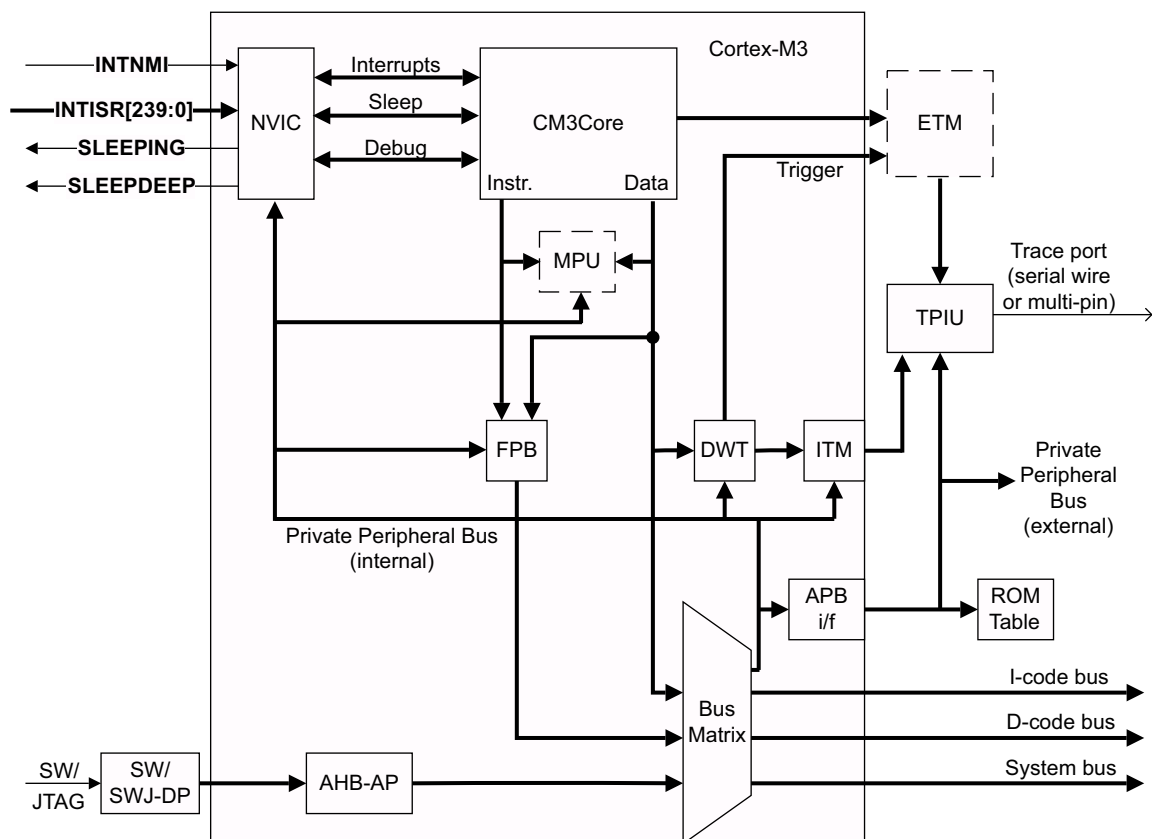 Cortex-M3
INTNMI
INTISR[239:0]
SLEEPING
SLEEPDEEP
NVIC
Interrupts
Sleep
Debug
CM3Core
Instr.
Data
ETM
Trigger
MPU
Trace port
(serial wire
or multi-pin)
TPIU
FPB
DWT
ITM
Private
Peripheral
Bus
(external)
Private Peripheral Bus
(internal)
APB
i/f
ROM
Table
Bus
Matrix
I-code bus
D-code bus
System bus
SW/
JTAG
SW/
SWJ-DP
AHB-AP